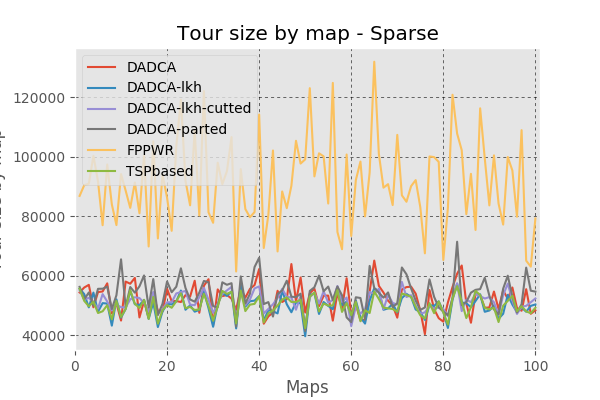 Tour size by map - Sparse
DADCA
DADCA-lkh
DADCA-lkh-cutted
DADCA-parted
FPPWR
TSPbased
120000
100000
80000
60000
40000
0
20
40
60
80
100
Maps